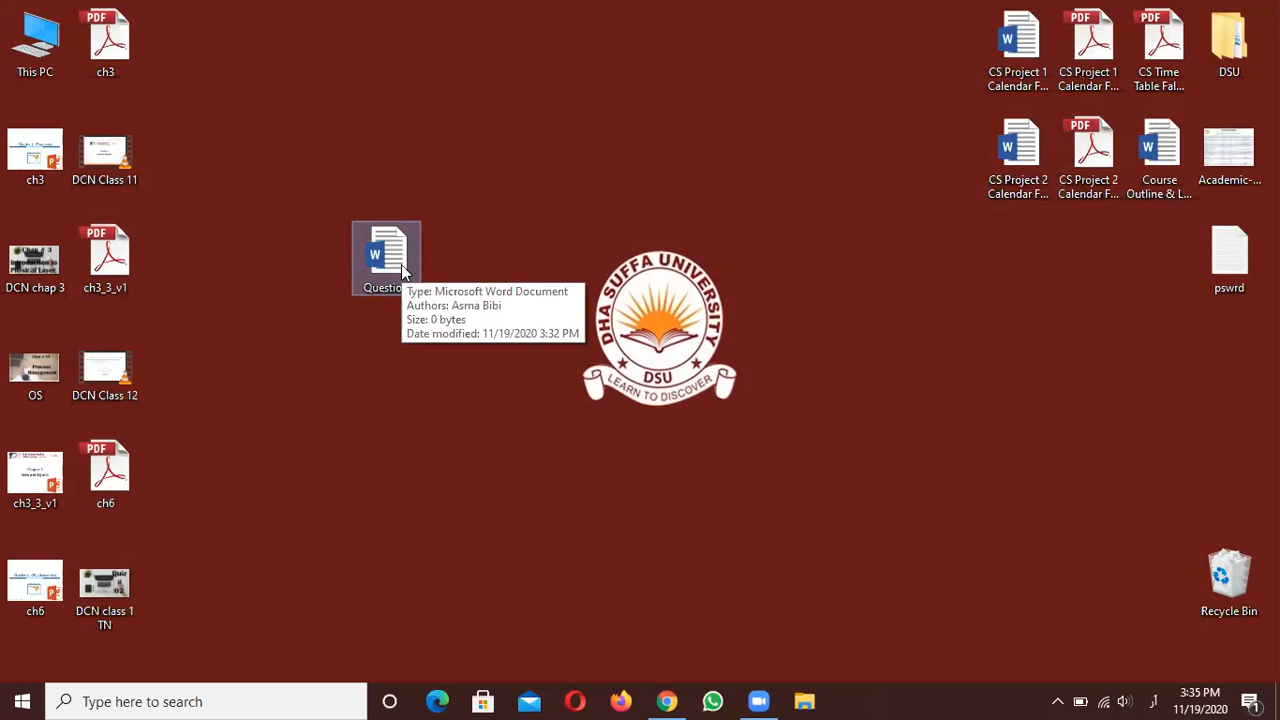 This PC
ch3
ch3
DCN Class 11
DCN chap 3
ch3_3_v1
OS
DCN Class 12
ch3_3_v1
ch6
ch6
DCN class 1
TN
Quiz
02
Questio
Type: Microsoft Word Document
Authors: Asma Bibi
Size: 0 bytes
Date modified: 11/19/2020 3:32 PM
DHA SUFFA UNIVERSITY
DSU
LEARN TO DISCOVER
CS Project 1
Calendar F...
CS Project 1
Calendar F...
CS Time
Table Fal...
DSU
CS Project 2
Calendar F...
CS Project 2
Calendar F...
Course
Outline & L...
Academic-...
pswrd
Recycle Bin
Type here to search
3:35 PM
11/19/2020